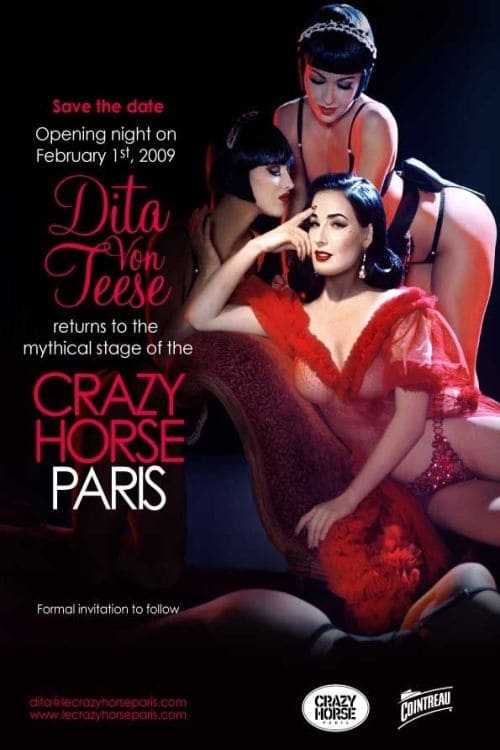 Save the date
Opening night on
February 1st, 2009
Dita
Von
Teese
returns to the
mythical stage of the
CRAZY
HORSE
PARIS
Formal invitation to follow
dita@lecrazyhorseparis.com
www.lecrazyhorseparis.com
CRAZY
HORSE
PARIS
COINTREAU